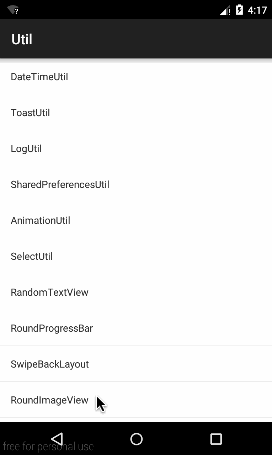 4:17
Util
DateTimeUtil
ToastUtil
LogUtil
SharedPreferencesUtil
AnimationUtil
SelectUtil
RandomTextView
RoundProgressBar
SwipeBackLayout
RoundImageView
free for personal use